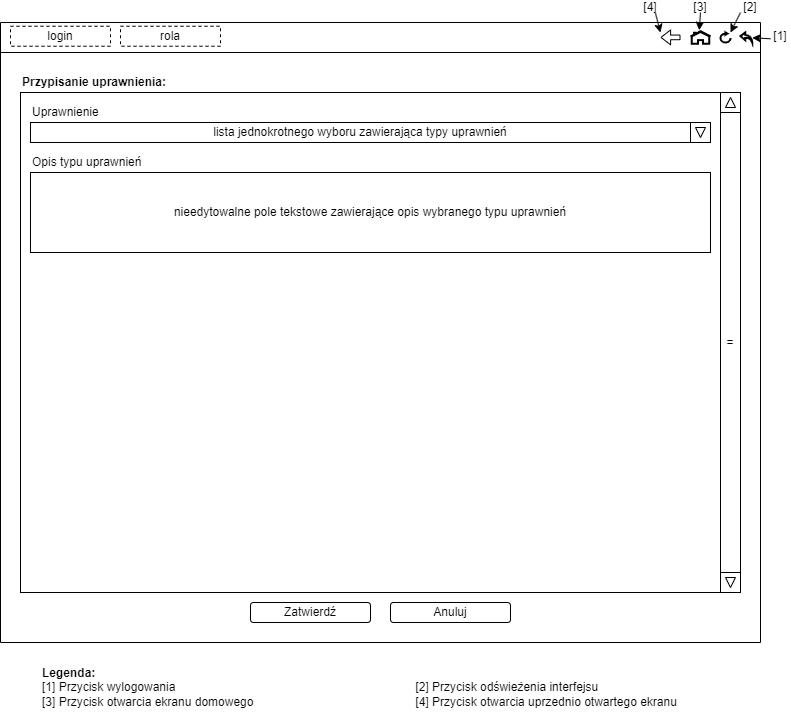 [4] [3] [2]
login rola [1]
Przypisanie uprawnienia:
Uprawnienie
lista jednokrotnego wyboru zawierająca typy uprawnień
Opis typu uprawnień
nieedytowalne pole tekstowe zawierające opis wybranego typu uprawnień
=
Zatwierdź Anuluj
Legenda:
[1] Przycisk wylogowania [2] Przycisk odświeżenia interfejsu
[3] Przycisk otwarcia ekranu domowego [4] Przycisk otwarcia uprzednio otwartego ekranu